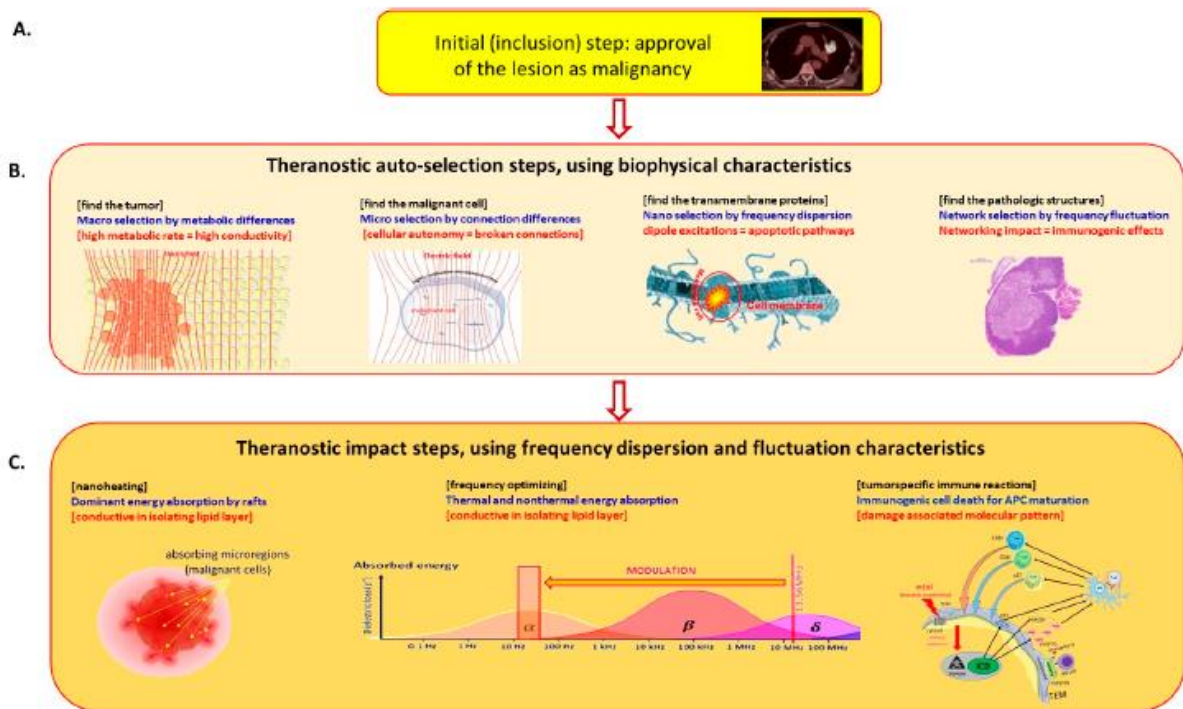 A.
Initial (inclusion) step: approval
of the lesion as malignancy
B.
Theranostic auto-selection steps, using biophysical characteristics
[find the tumor]
Macro selection by metabolic differences
[high metabolic rate = high conductivity]
[find the malignant cell]
Micro selection by connection differences
[cellular autonomy = broken connections]
Electric field
malignant cell
[find the transmembrane proteins]
Nano selection by frequency dispersion
dipole excitations = apoptotic pathways
Cell membrane
[find the pathologic structures]
Network selection by frequency fluctuation
Networking impact = immunogenic effects
C.
Theranostic impact steps, using frequency dispersion and fluctuation characteristics
[nanoheating]
Dominent energy absorption by rafts
[conductive in isolating lipid layer]
absorbing microregions
(malignant cells)
[frequency optimizing]
Thermal and nonthermal energy absorption
[conductive in isolating lipid layer]
Absorbed energy
MODULATION
13.56 MHz
α
β
δ
0.1 Hz
1 Hz
10 Hz
100 Hz
1 kHz
10 kHz
100 kHz
1 MHz
10 MHz
100 MHz
[tumorspecific immune reactions]
Immunogenic cell death for APC maturation
[damage associated molecular pattern]